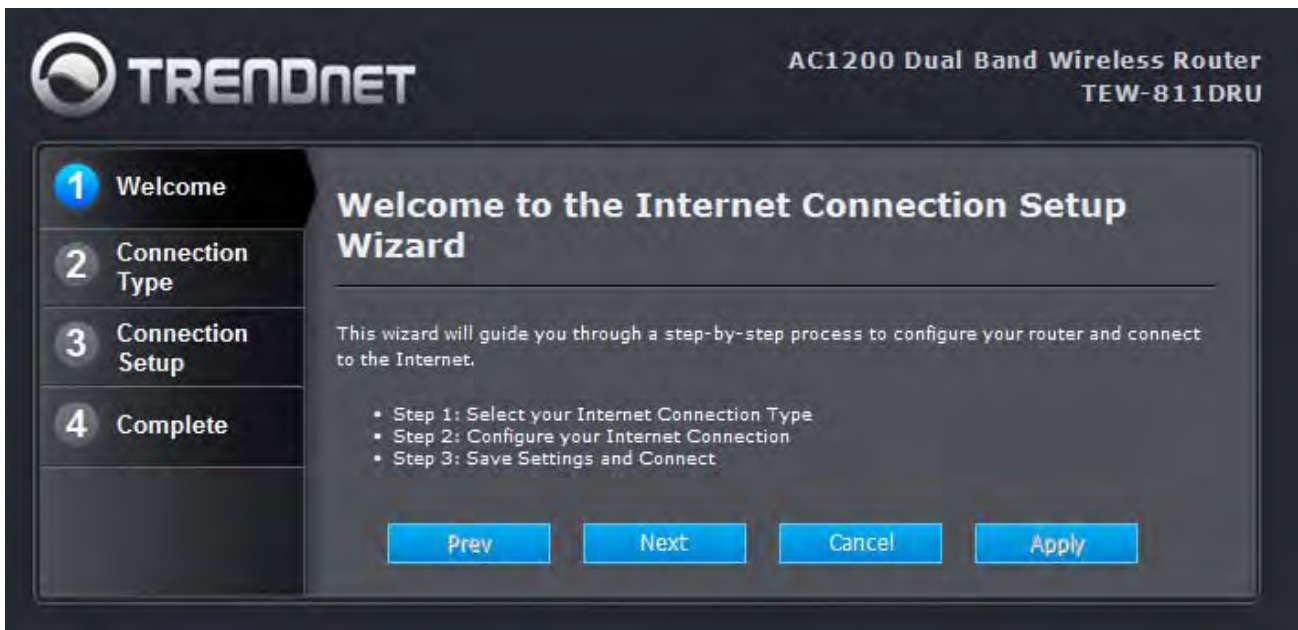 TRENDNET
AC1200 Dual Band Wireless Router
TEW-811DRU
1 Welcome
2 Connection
Type
3 Connection
Setup
4 Complete
Welcome to the Internet Connection Setup
Wizard
This wizard will guide you through a step-by-step process to configure your router and connect
to the Internet.
• Step 1: Select your Internet Connection Type
• Step 2: Configure your Internet Connection
• Step 3: Save Settings and Connect
Prev Next Cancel Apply